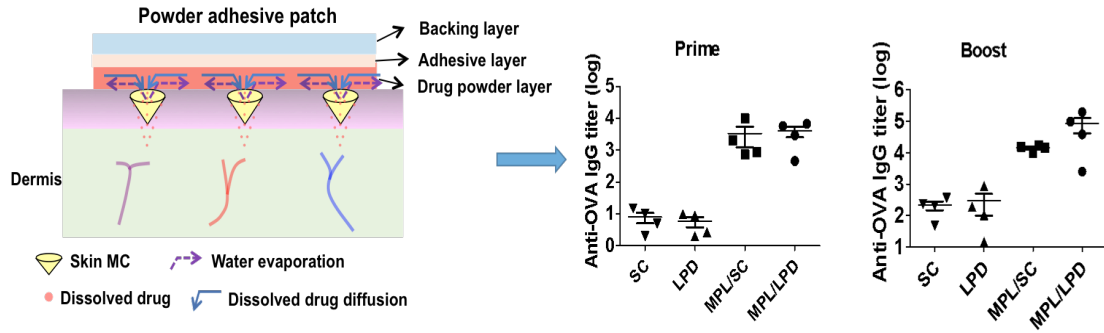 Powder adhesive patch
Backing layer
Adhesive layer
Drug powder layer
Dermis
Skin MC
Water evaporation
Dissolved drug
Dissolved drug diffusion
Prime
Anti-OVA IgG titer (log)
5
4
3
2
1
0
SC
LPD
MPL/SC
MPL/LPD
Boost
Anti-OVA IgG titer (log)
6
5
4
3
2
1
SC
LPD
MPL/SC
MPL/LPD